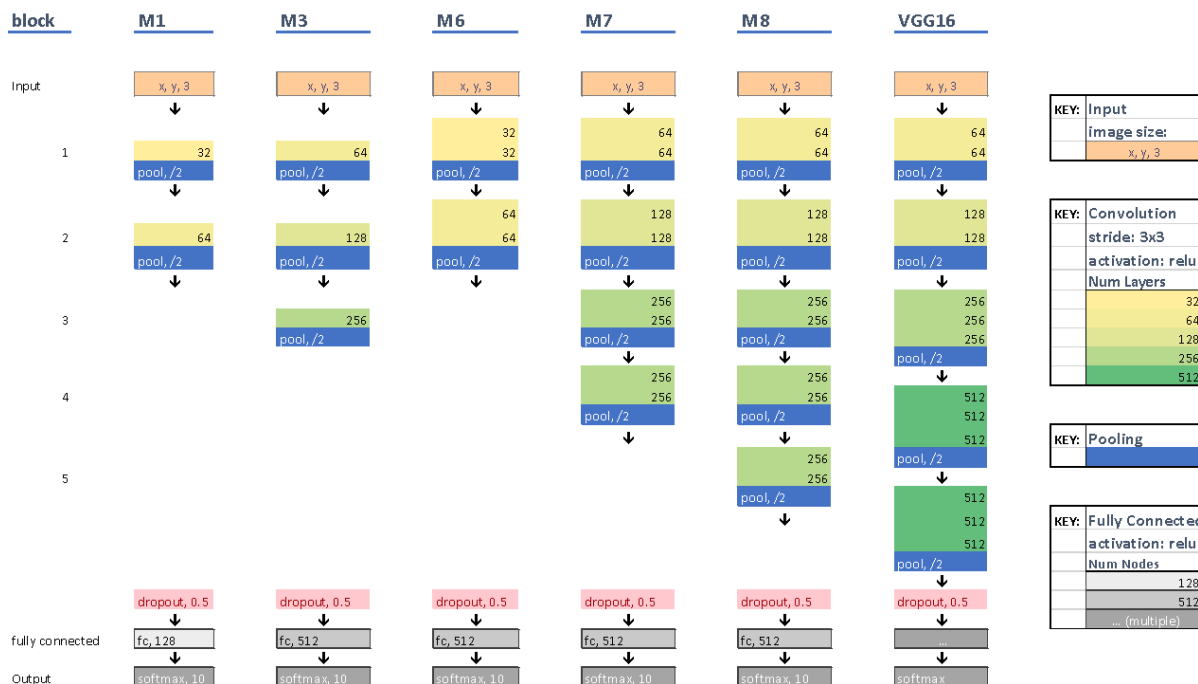 block M1 M3 M6 M7 M8 VGG16
Input x, y, 3 x, y, 3 x, y, 3 x, y, 3 x, y, 3 x, y, 3
32 64 64 64
1 32 64 32 64 64 64
pool, /2 pool, /2 pool, /2 pool, /2 pool, /2 pool, /2
64 128 128 128
2 64 128 64 128 128 128
pool, /2 pool, /2 pool, /2 pool, /2 pool, /2 pool, /2
256 256 256
3 256 256 256 256
pool, /2 pool, /2 pool, /2 256
pool, /2
256 256
4 256 256 512
pool, /2 pool, /2 512
512
pool, /2
256
5 256 512
pool, /2 512
512
pool, /2
dropout, 0.5 dropout, 0.5 dropout, 0.5 dropout, 0.5 dropout, 0.5 dropout, 0.5
fully connected fc, 128 fc, 512 fc, 512 fc, 512 fc, 512 ...
Output softmax, 10 softmax, 10 softmax, 10 softmax, 10 softmax, 10 softmax
KEY: Input
image size:
x, y, 3
KEY: Convolution
stride: 3x3
activation: relu
Num Layers
32
64
128
256
512
KEY: Pooling
KEY: Fully Connected
activation: relu
Num Nodes
128
512
... (multiple)